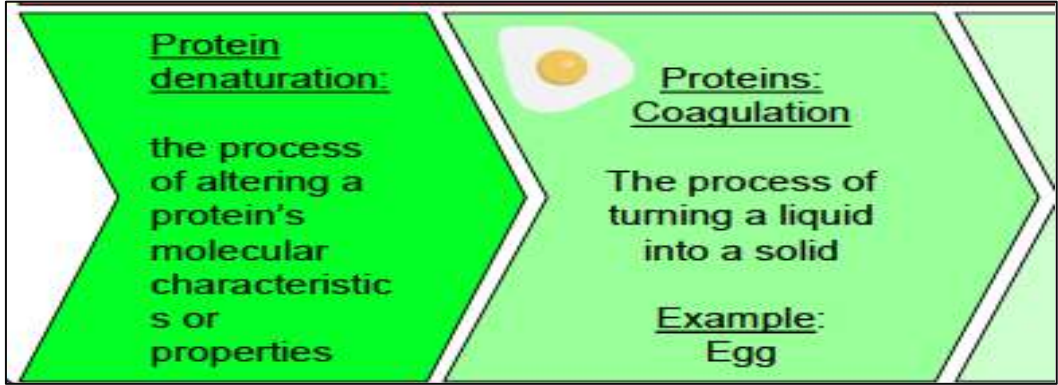 Protein
denaturation:
the process
of altering a
protein's
molecular
characteristic
s or
properties
Proteins:
Coagulation
The process of
turning a liquid
into a solid
Example:
Egg